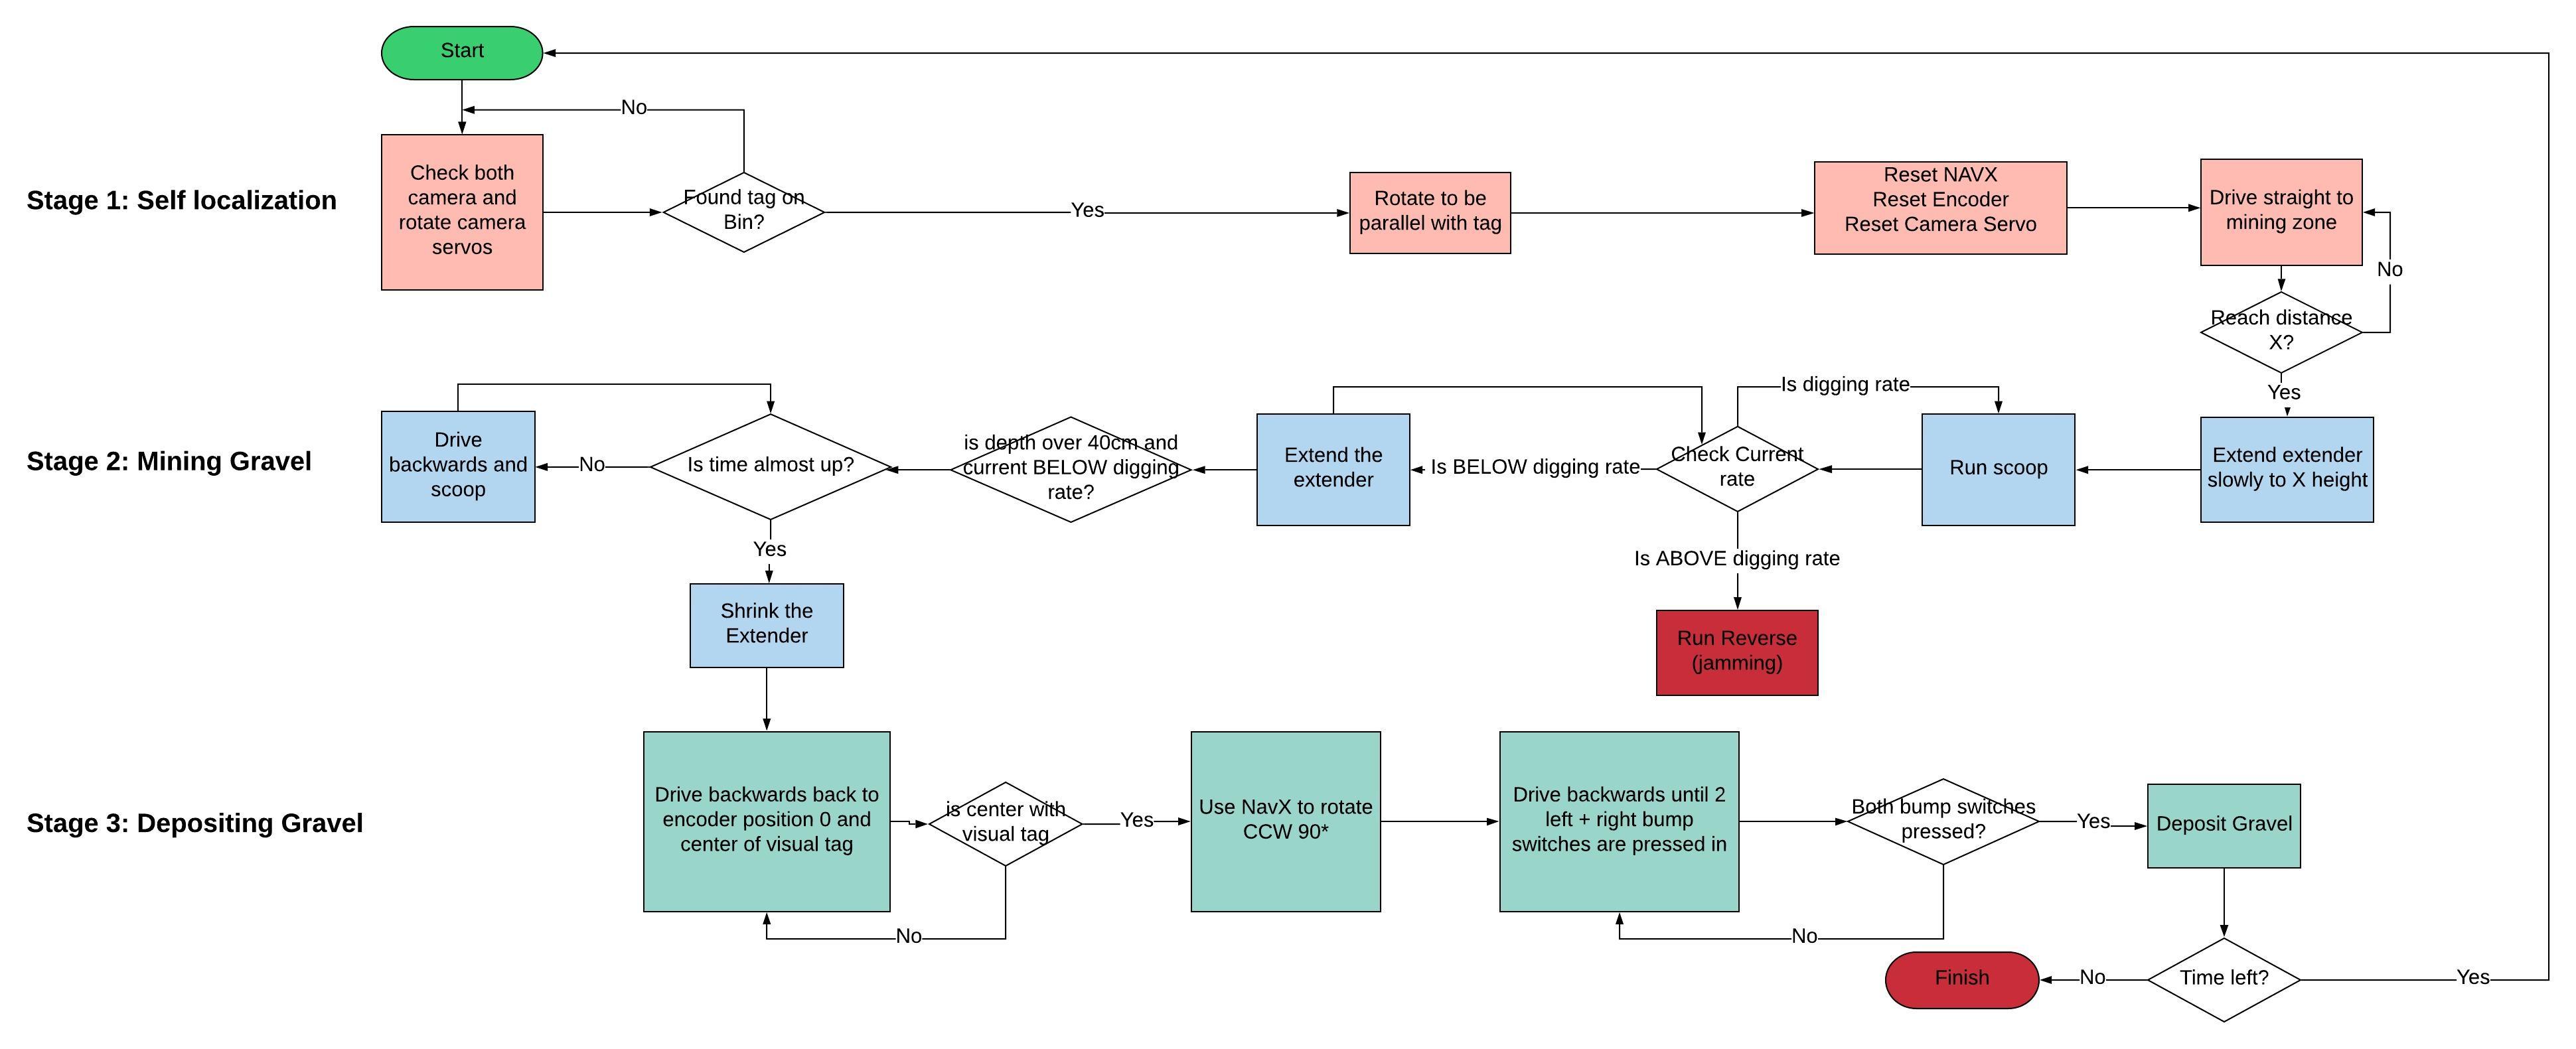 Start
No
Stage 1: Self localization
Check both
camera and
rotate camera
servos
Found tag on
Bin?
Yes
Rotate to be
parallel with tag
Reset NAVX
Reset Encoder
Reset Camera Servo
Drive straight to
mining zone
No
Reach distance
X?
Yes
Stage 2: Mining Gravel
Drive
backwards and
scoop
No
Is time almost up?
is depth over 40cm and
current BELOW digging
rate?
Extend the
extender
Is BELOW digging rate
Check Current
rate
Is digging rate
Run scoop
Extend extender
slowly to X height
Yes
Is ABOVE digging rate
Shrink the
Extender
Run Reverse
(jamming)
Stage 3: Depositing Gravel
Drive backwards back to
encoder position 0 and
center of visual tag
is center with
visual tag
Yes
Use NavX to rotate
CCW 90*
Drive backwards until 2
left + right bump
switches are pressed in
Both bump switches
pressed?
Yes
Deposit Gravel
No
No
Finish
No
Time left?
Yes